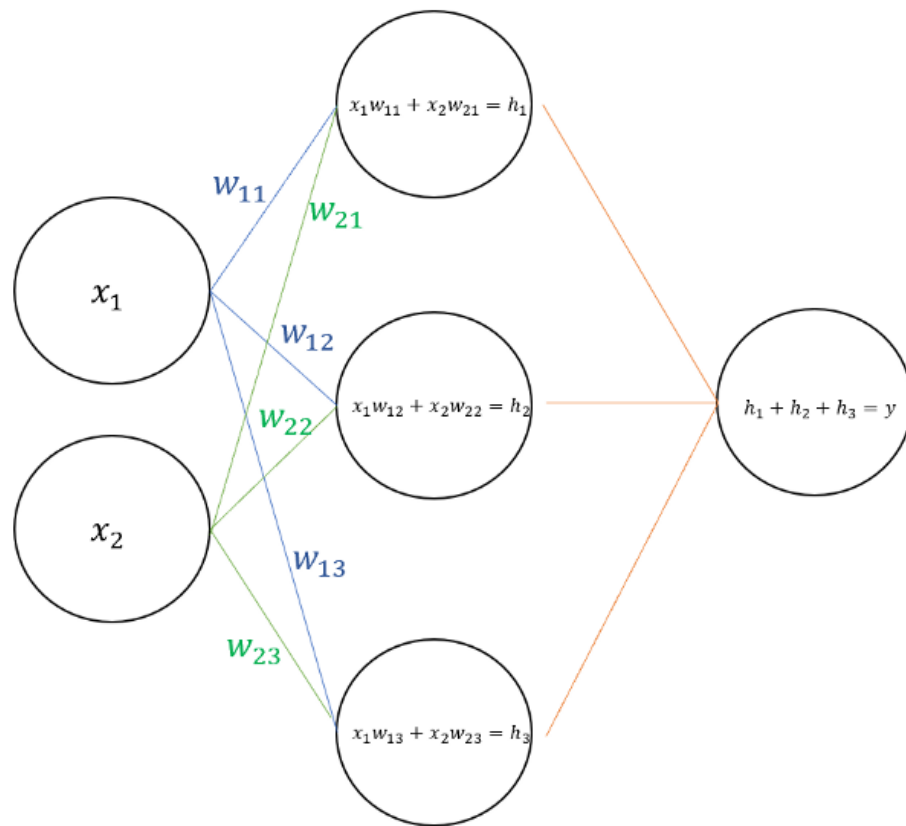 x₁w₁₁ + x₂w₂₁ = h₁
w₁₁
w₂₁
x₁
w₁₂
x₁w₁₂ + x₂w₂₂ = h₂
h₁ + h₂ + h₃ = y
w₂₂
x₂
w₁₃
w₂₃
x₁w₁₃ + x₂w₂₃ = h₃